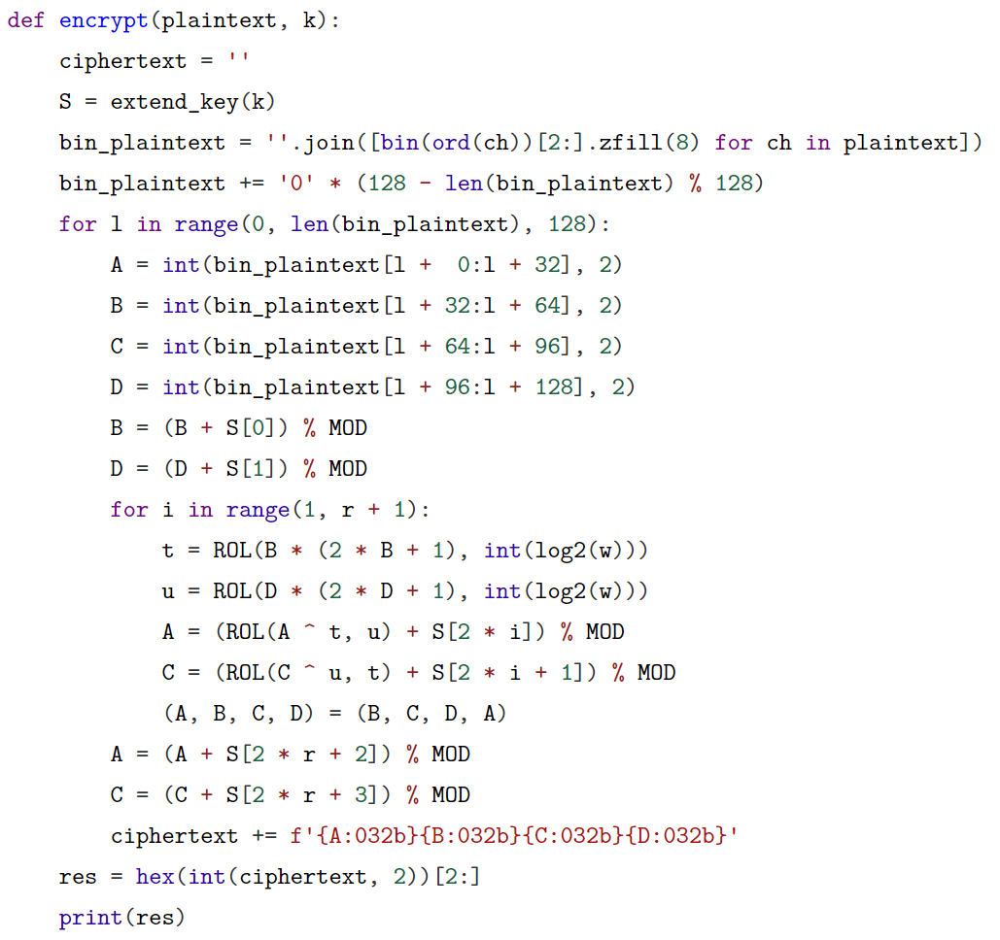 def encrypt(plaintext, k):
    ciphertext = ''
    S = extend_key(k)
    bin_plaintext = ''.join([bin(ord(ch))[2:].zfill(8) for ch in plaintext])
    bin_plaintext += '0' * (128 - len(bin_plaintext) % 128)
    for l in range(0, len(bin_plaintext), 128):
        A = int(bin_plaintext[l +  0:l + 32], 2)
        B = int(bin_plaintext[l + 32:l + 64], 2)
        C = int(bin_plaintext[l + 64:l + 96], 2)
        D = int(bin_plaintext[l + 96:l + 128], 2)
        B = (B + S[0]) % MOD
        D = (D + S[1]) % MOD
        for i in range(1, r + 1):
            t = ROL(B * (2 * B + 1), int(log2(w)))
            u = ROL(D * (2 * D + 1), int(log2(w)))
            A = (ROL(A ^ t, u) + S[2 * i]) % MOD
            C = (ROL(C ^ u, t) + S[2 * i + 1]) % MOD
            (A, B, C, D) = (B, C, D, A)
        A = (A + S[2 * r + 2]) % MOD
        C = (C + S[2 * r + 3]) % MOD
        ciphertext += f'{A:032b}{B:032b}{C:032b}{D:032b}'
    res = hex(int(ciphertext, 2))[2:]
    print(res)